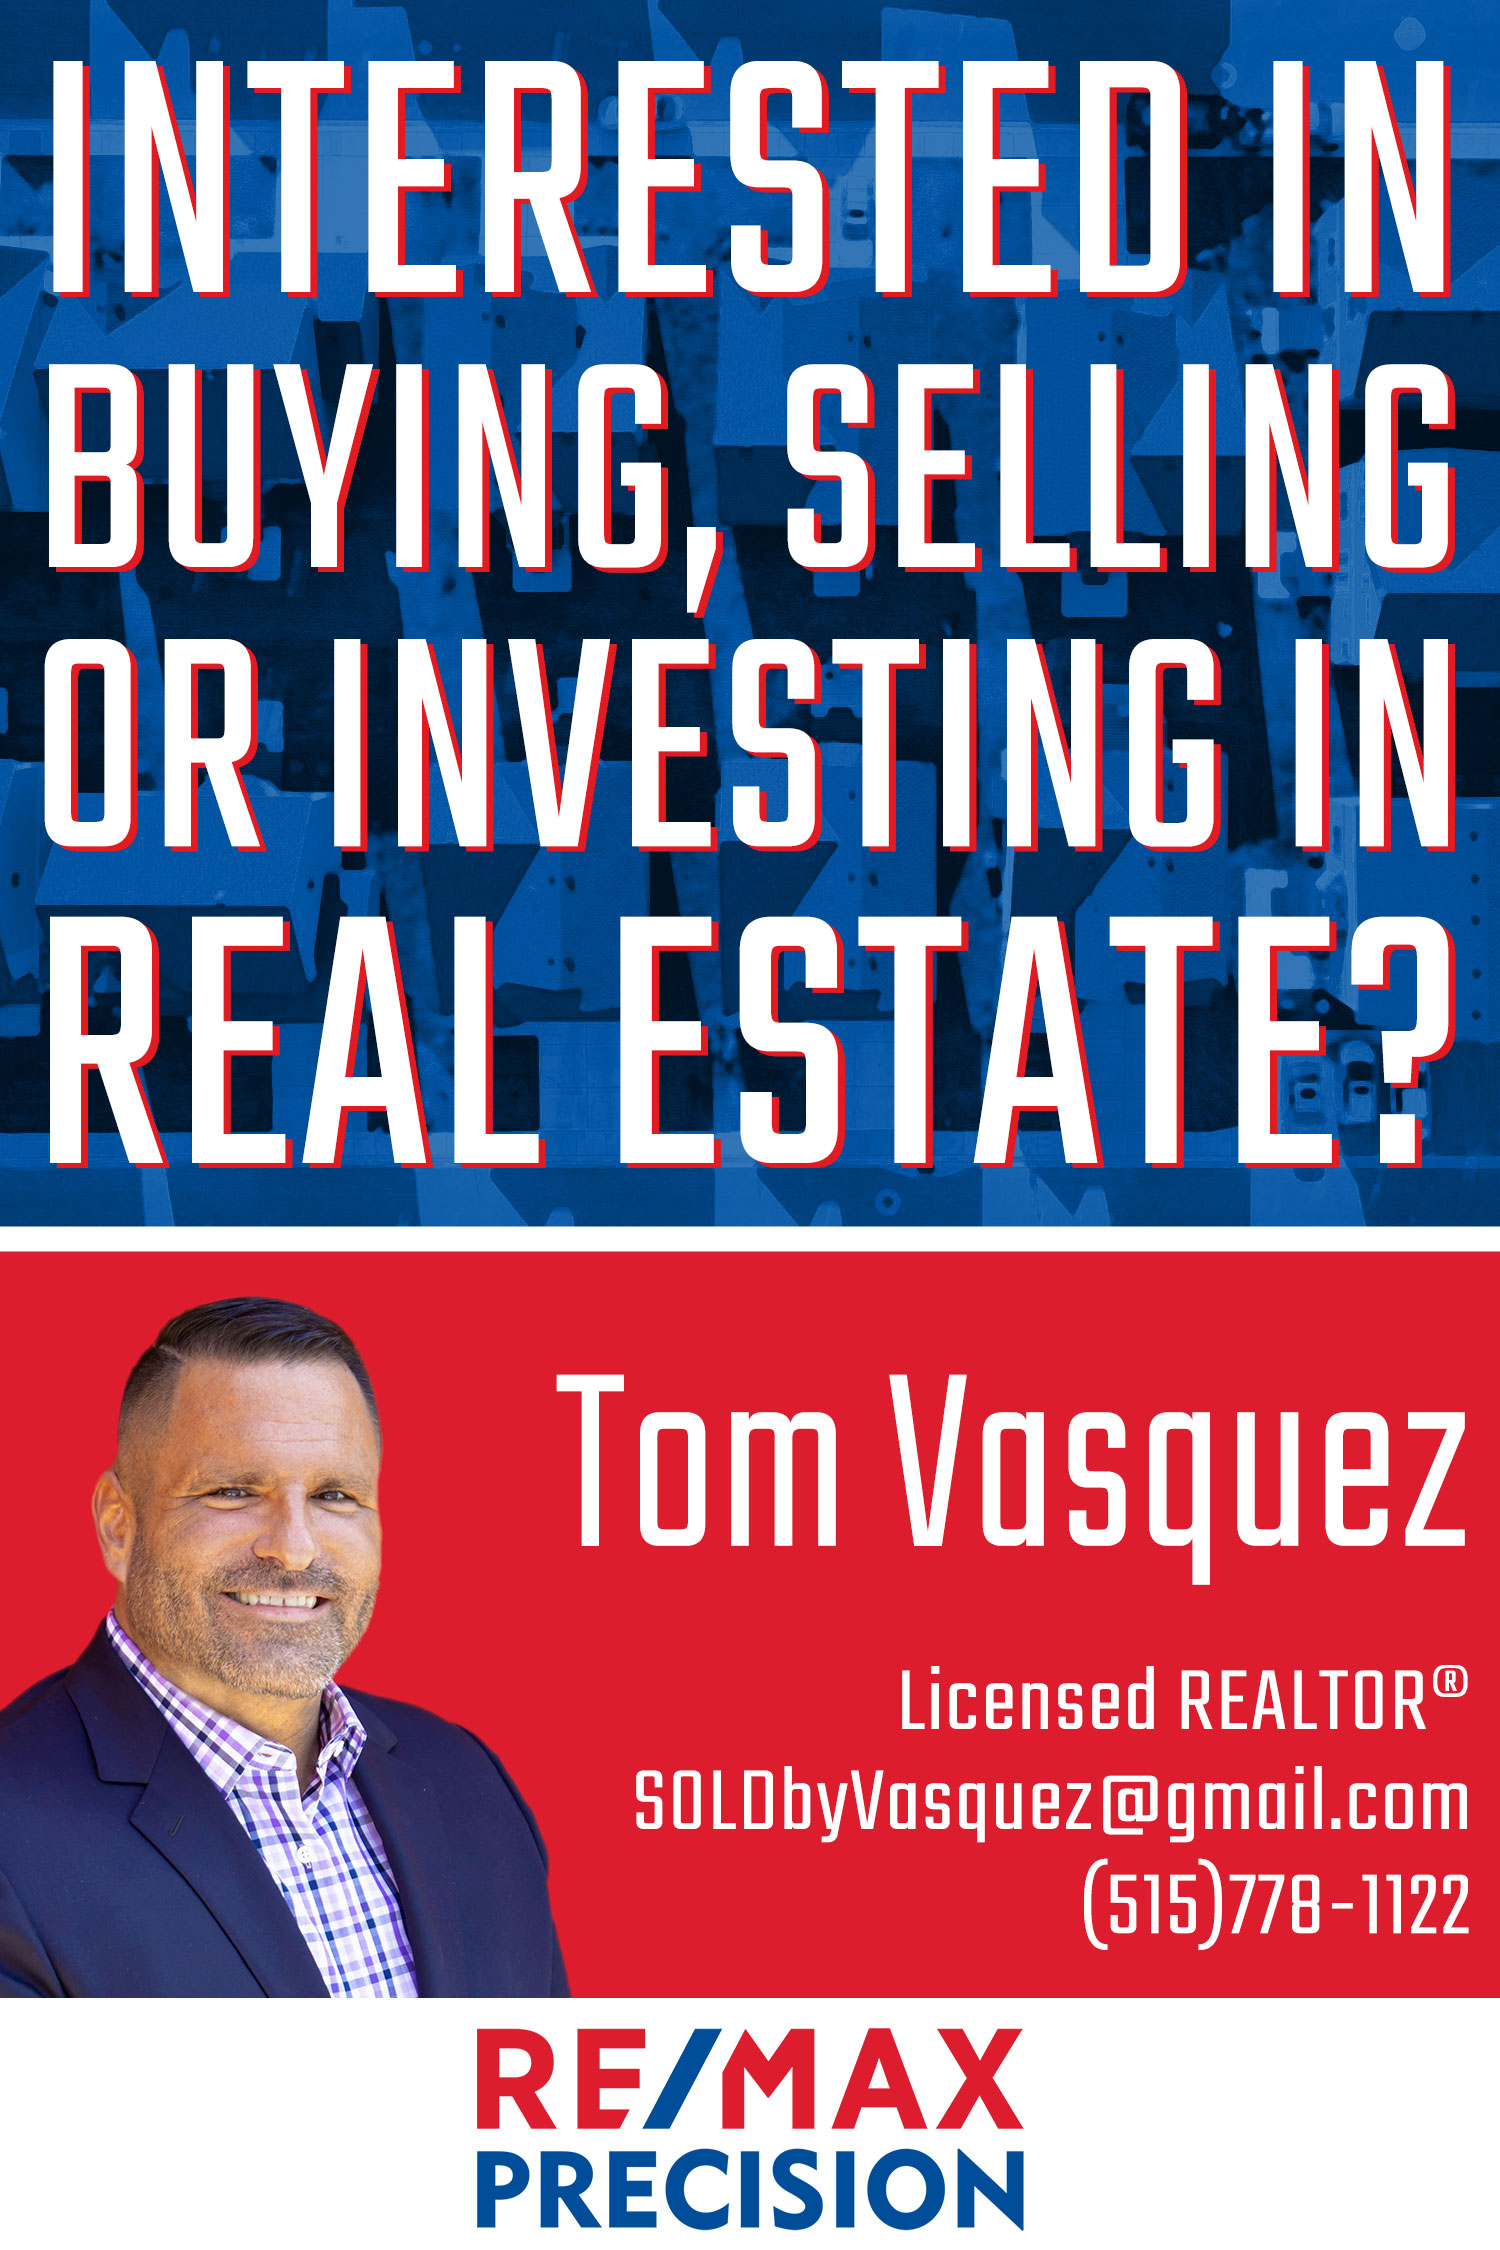 INTERESTED IN
BUYING, SELLING
OR INVESTING IN
REAL ESTATE?
Tom Vasquez
Licensed REALTOR®
SOLDbyVasquez@gmail.com
(515)778-1122
RE/MAX
PRECISION